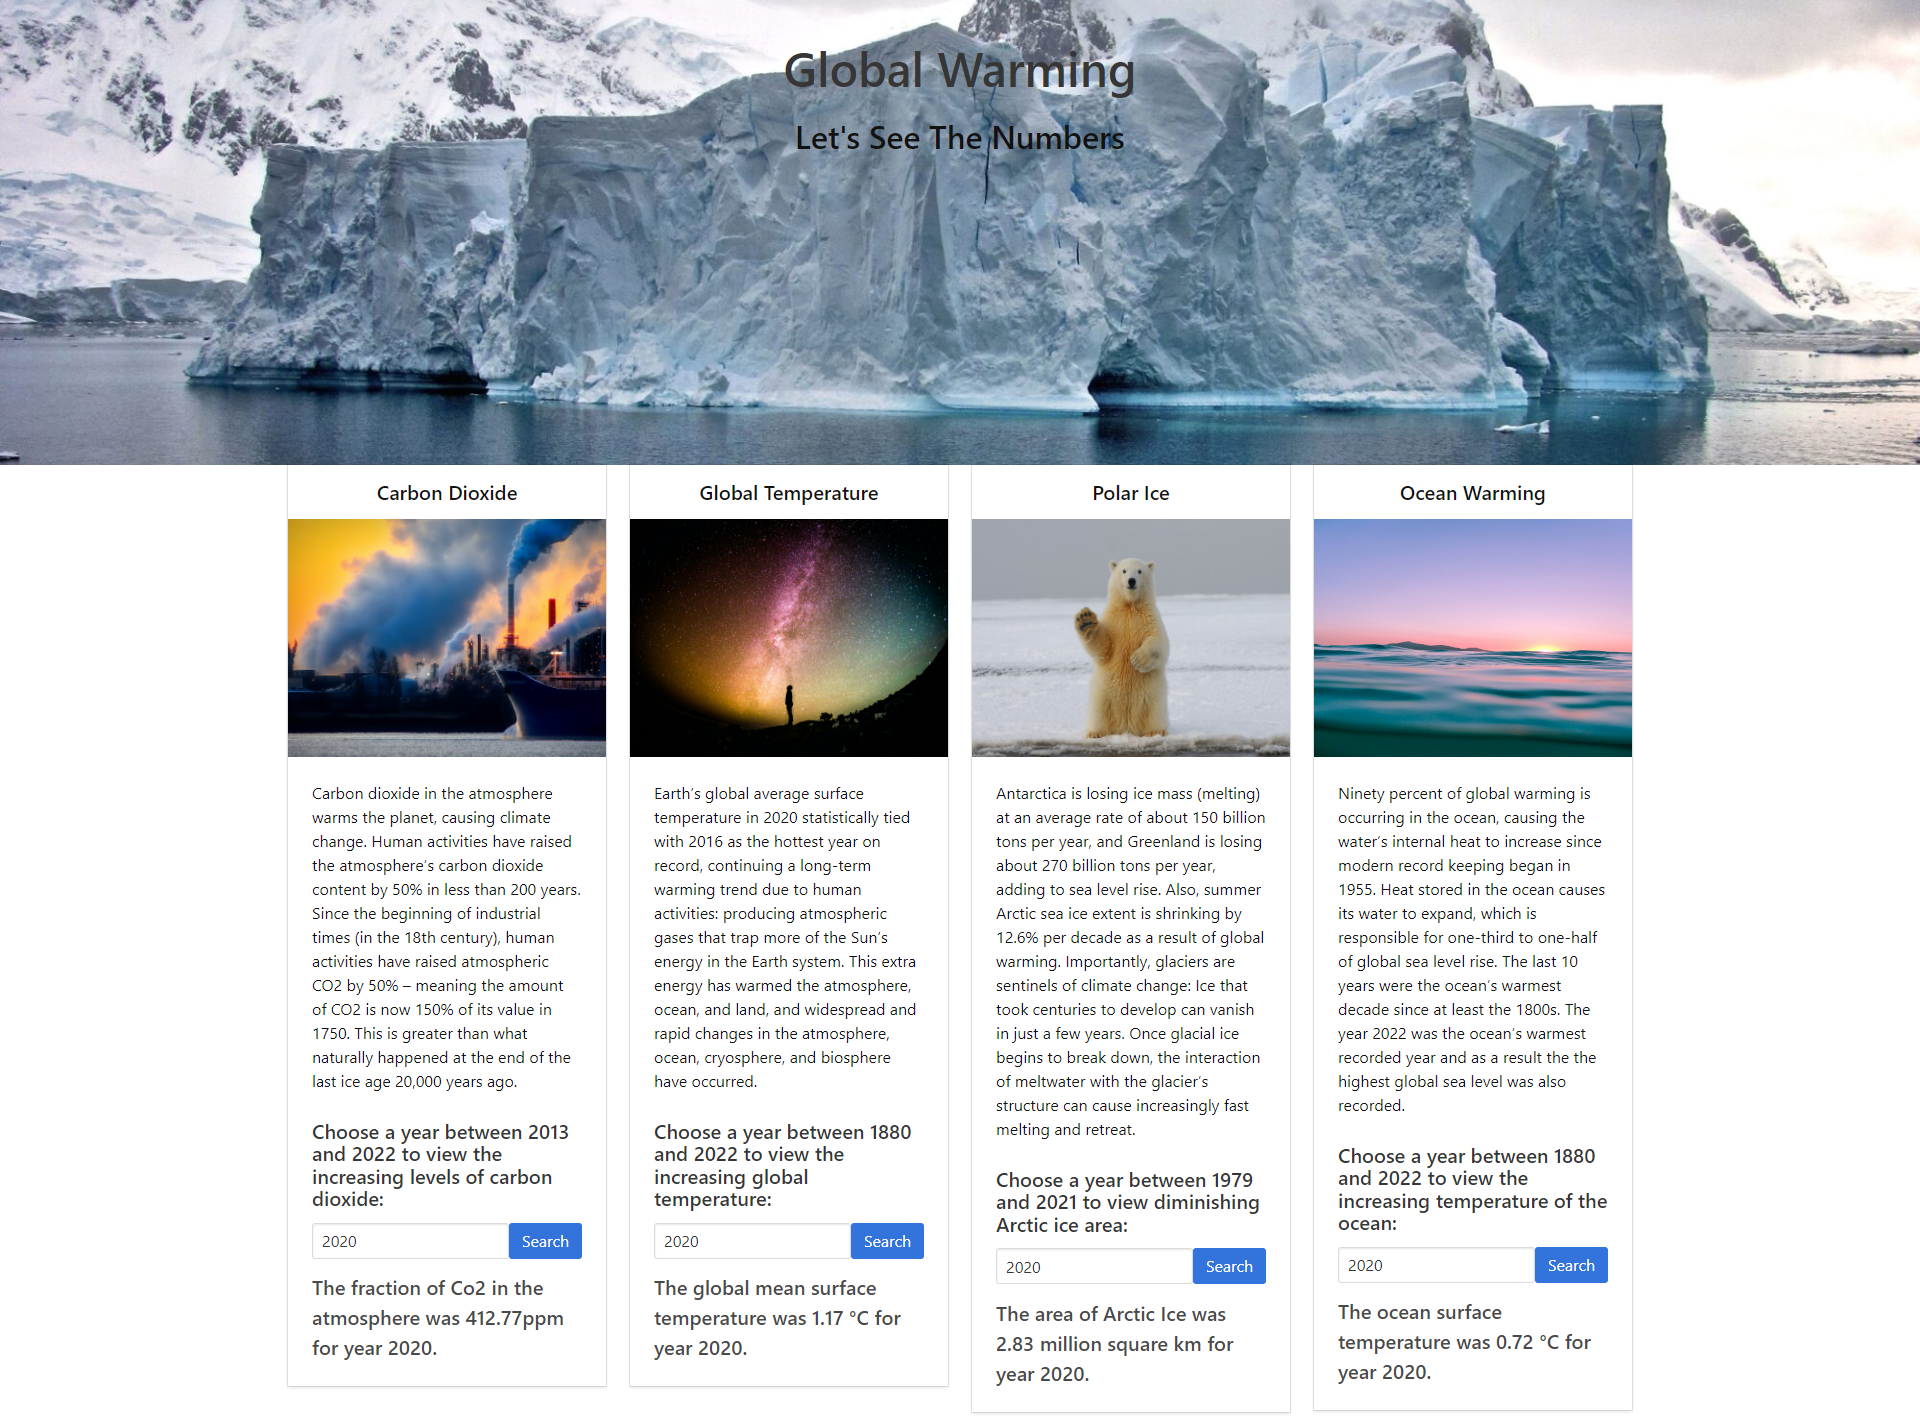 Global Warming
Let's See The Numbers
Carbon Dioxide
Carbon dioxide in the atmosphere
warms the planet, causing climate
change. Human activities have raised
the atmosphere's carbon dioxide
content by 50% in less than 200 years.
Since the beginning of industrial
times (in the 18th century), human
activities have raised atmospheric
CO2 by 50% – meaning the amount
of CO2 is now 150% of its value in
1750. This is greater than what
naturally happened at the end of the
last ice age 20,000 years ago.
Choose a year between 2013
and 2022 to view the
increasing levels of carbon
dioxide:
2020 Search
The fraction of Co2 in the
atmosphere was 412.77ppm
for year 2020.
Global Temperature
Earth's global average surface
temperature in 2020 statistically tied
with 2016 as the hottest year on
record, continuing a long-term
warming trend due to human
activities: producing atmospheric
gases that trap more of the Sun's
energy in the Earth system. This extra
energy has warmed the atmosphere,
ocean, and land, and widespread and
rapid changes in the atmosphere,
ocean, cryosphere, and biosphere
have occurred.
Choose a year between 1880
and 2022 to view the
increasing global
temperature:
2020 Search
The global mean surface
temperature was 1.17 °C for
year 2020.
Polar Ice
Antarctica is losing ice mass (melting)
at an average rate of about 150 billion
tons per year, and Greenland is losing
about 270 billion tons per year,
adding to sea level rise. Also, summer
Arctic sea ice extent is shrinking by
12.6% per decade as a result of global
warming. Importantly, glaciers are
sentinels of climate change: Ice that
took centuries to develop can vanish
in just a few years. Once glacial ice
begins to break down, the interaction
of meltwater with the glacier's
structure can cause increasingly fast
melting and retreat.
Choose a year between 1979
and 2021 to view diminishing
Arctic ice area:
2020 Search
The area of Arctic Ice was
2.83 million square km for
year 2020.
Ocean Warming
Ninety percent of global warming is
occurring in the ocean, causing the
water's internal heat to increase since
modern record keeping began in
1955. Heat stored in the ocean causes
its water to expand, which is
responsible for one-third to one-half
of global sea level rise. The last 10
years were the ocean's warmest
decade since at least the 1800s. The
year 2022 was the ocean's warmest
recorded year and as a result the the
highest global sea level was also
recorded.
Choose a year between 1880
and 2022 to view the
increasing temperature of the
ocean:
2020 Search
The ocean surface
temperature was 0.72 °C for
year 2020.